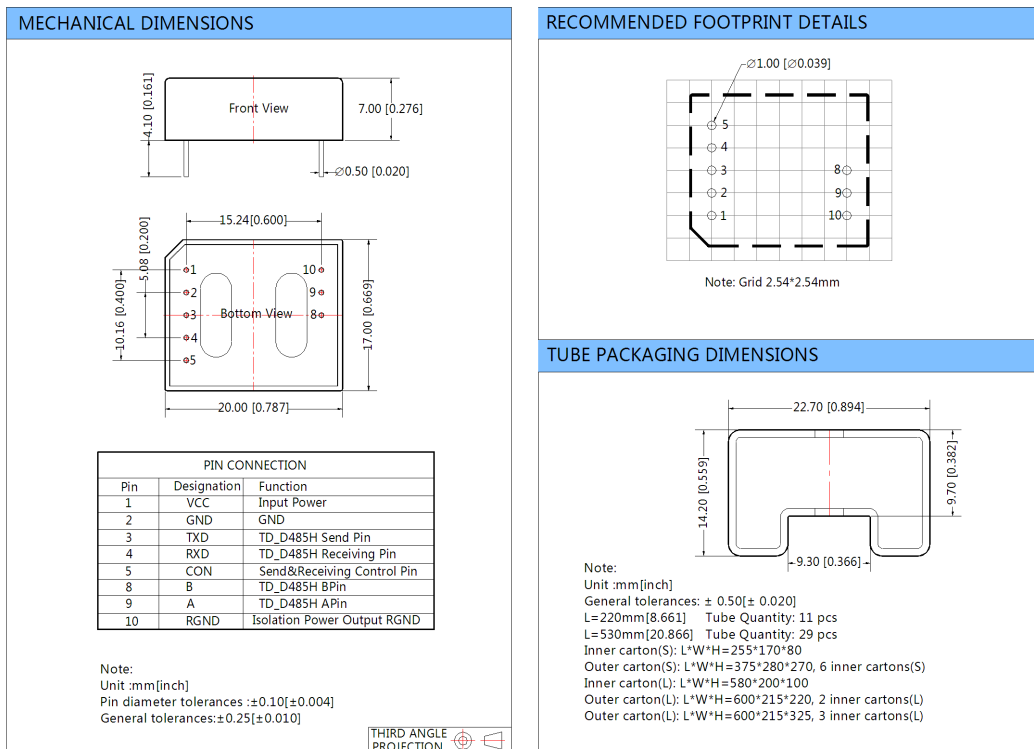 MECHANICAL DIMENSIONS
4.10 [0.161]
Front View
7.00 [0.276]
∅0.50 [0.020]
15.24[0.600]
5.08 [0.200]
10.16 [0.400]
1
2
3
4
5
10
9
8
Bottom View
17.00 [0.669]
20.00 [0.787]
PIN CONNECTION
Pin Designation Function
1 VCC Input Power
2 GND GND
3 TXD TD_D485H Send Pin
4 RXD TD_D485H Receiving Pin
5 CON Send&Receiving Control Pin
8 B TD_D485H BPin
9 A TD_D485H APin
10 RGND Isolation Power Output RGND
Note:
Unit :mm[inch]
Pin diameter tolerances :±0.10[±0.004]
General tolerances:±0.25[±0.010]
THIRD ANGLE
PROJECTION
RECOMMENDED FOOTPRINT DETAILS
∅1.00 [∅0.039]
5
4
3
2
1
8
9
10
Note: Grid 2.54*2.54mm
TUBE PACKAGING DIMENSIONS
22.70 [0.894]
14.20 [0.559]
9.70 [0.382]
9.30 [0.366]
Note:
Unit :mm[inch]
General tolerances: ± 0.50[± 0.020]
L=220mm[8.661] Tube Quantity: 11 pcs
L=530mm[20.866] Tube Quantity: 29 pcs
Inner carton(S): L*W*H=255*170*80
Outer carton(S): L*W*H=375*280*270, 6 inner cartons(S)
Inner carton(L): L*W*H=580*200*100
Outer carton(L): L*W*H=600*215*220, 2 inner cartons(L)
Outer carton(L): L*W*H=600*215*325, 3 inner cartons(L)